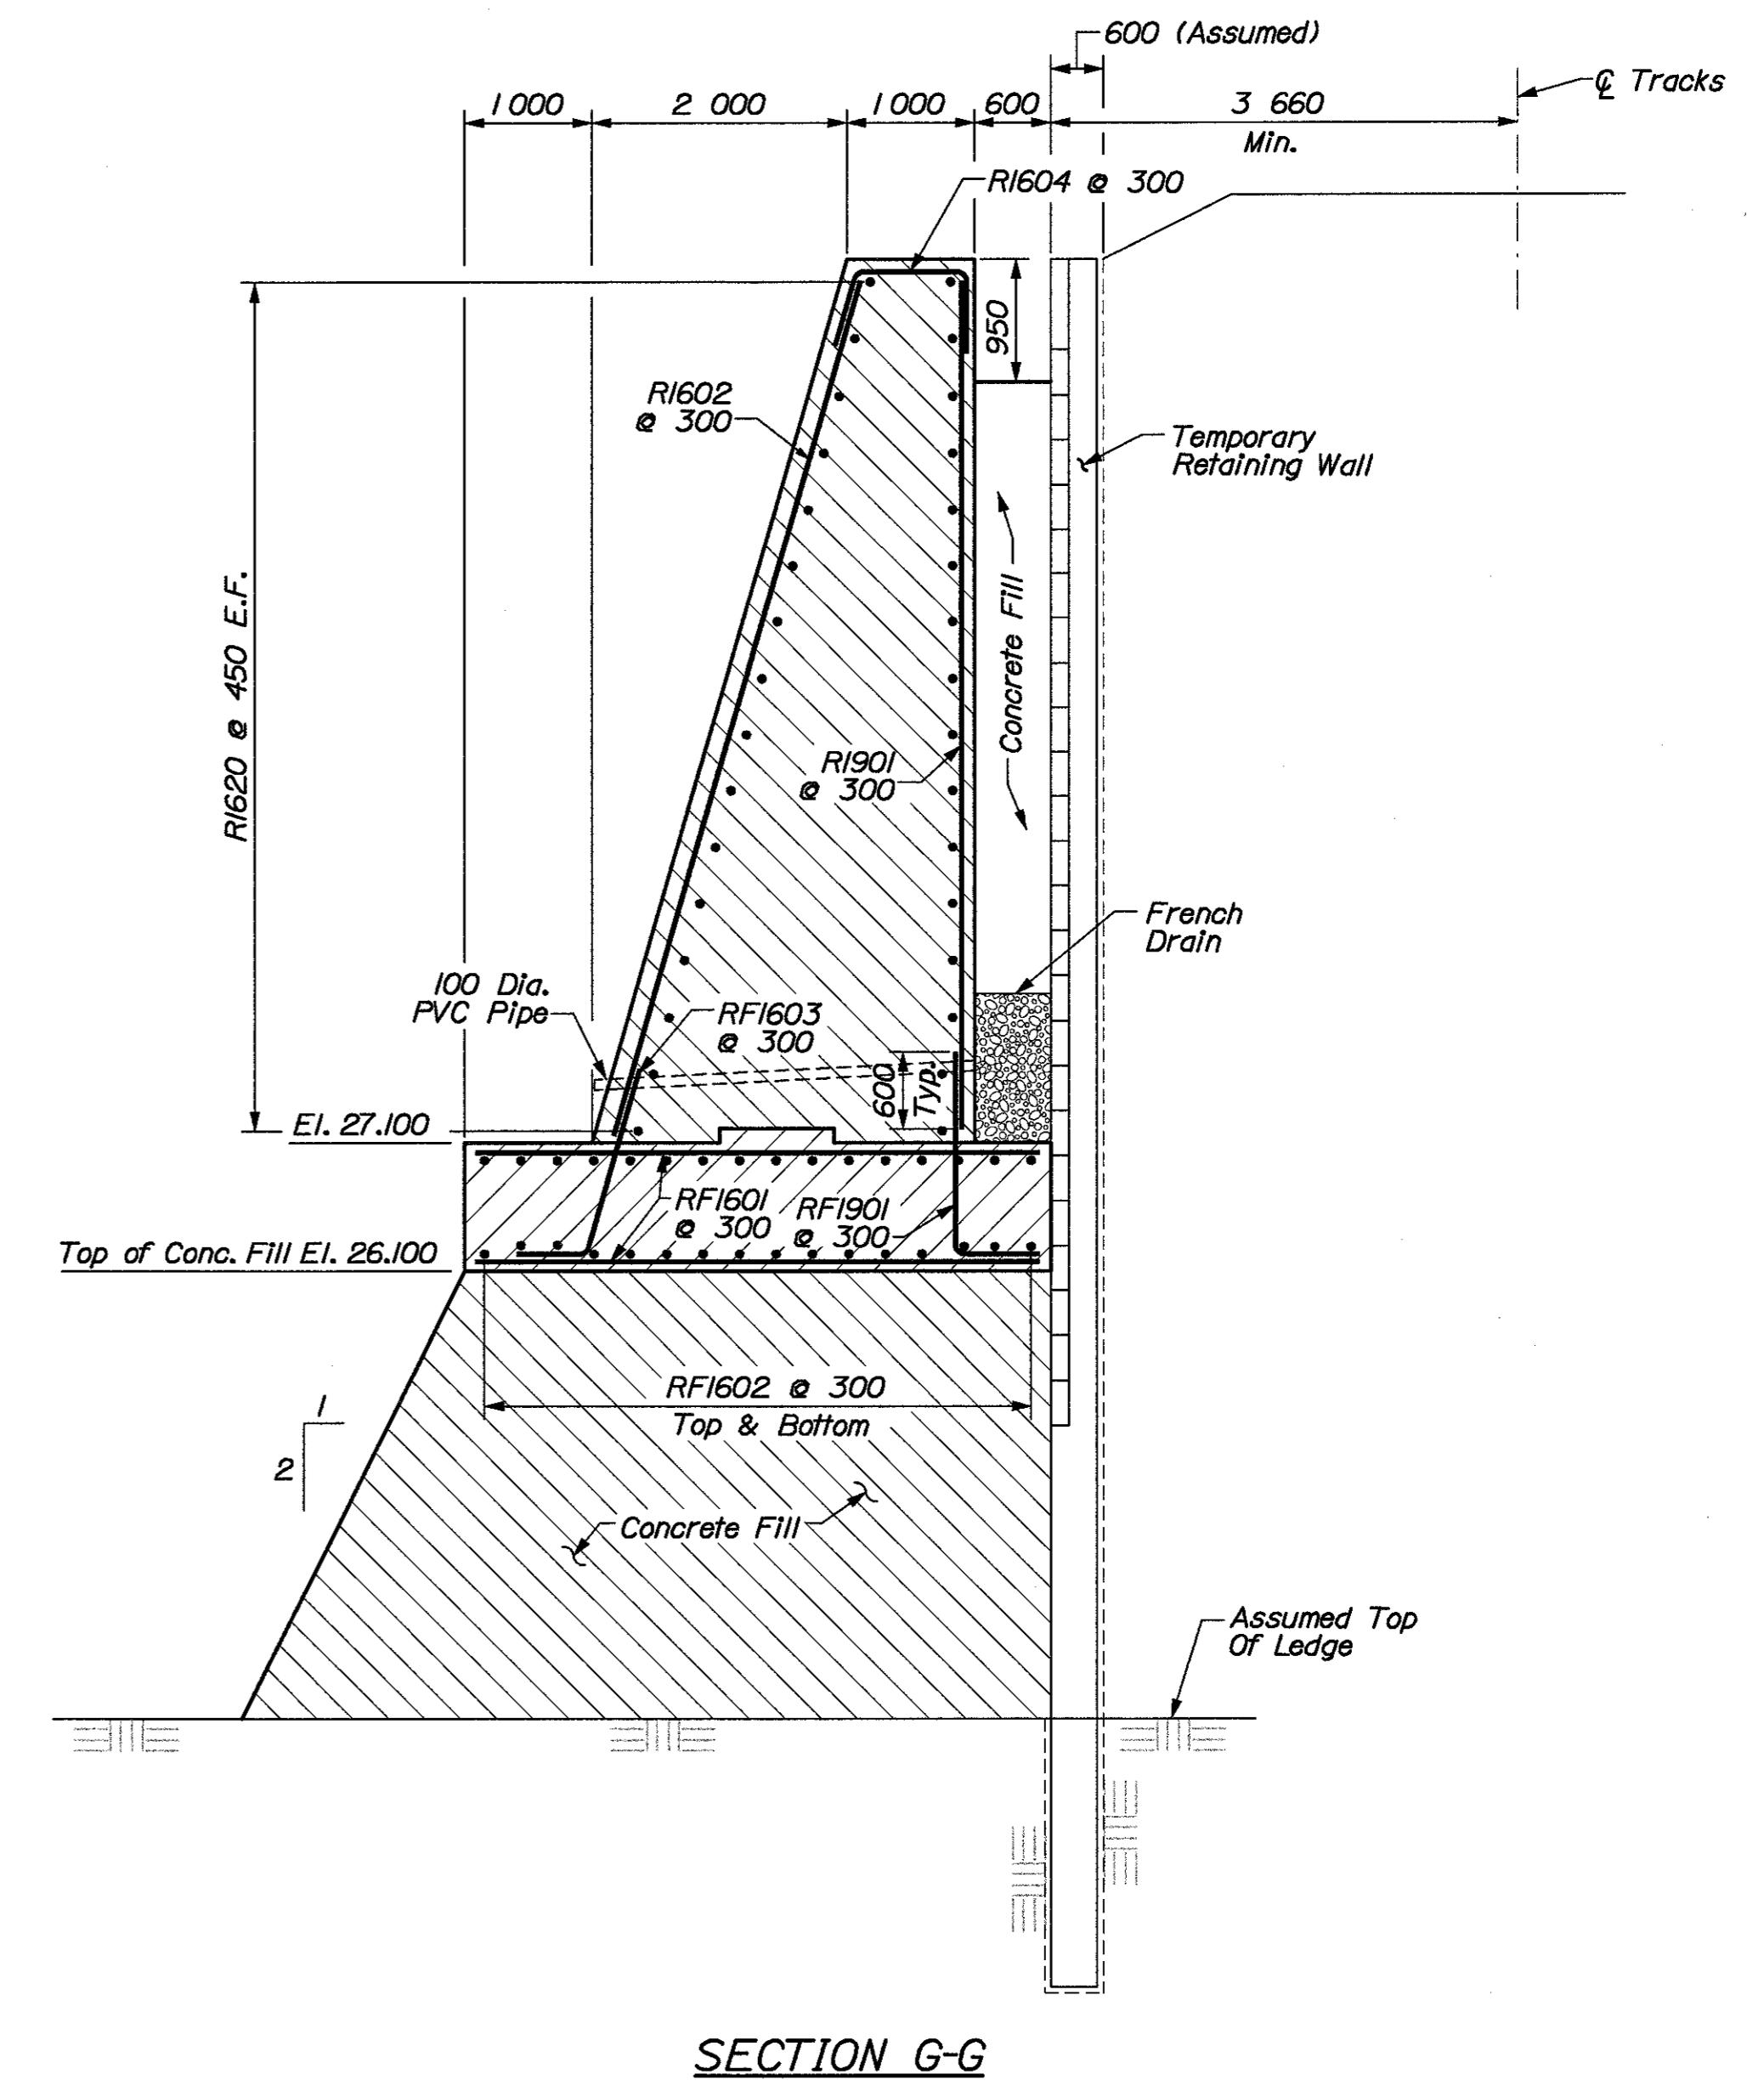 600 (Assumed)
℄ Tracks
1 000
2 000
1 000
600
3 660
Min.
R1604 @ 300
950
R1602
@ 300
Temporary
Retaining Wall
R1620 @ 450 E.F.
Concrete Fill
R1901
@ 300
French
Drain
100 Dia.
PVC Pipe
RF1603
@ 300
600
Typ.
El. 27.100
RF1601
@ 300
RF1901
@ 300
Top of Conc. Fill El. 26.100
RF1602 @ 300
Top & Bottom
1
2
Concrete Fill
Assumed Top
Of Ledge
SECTION G-G